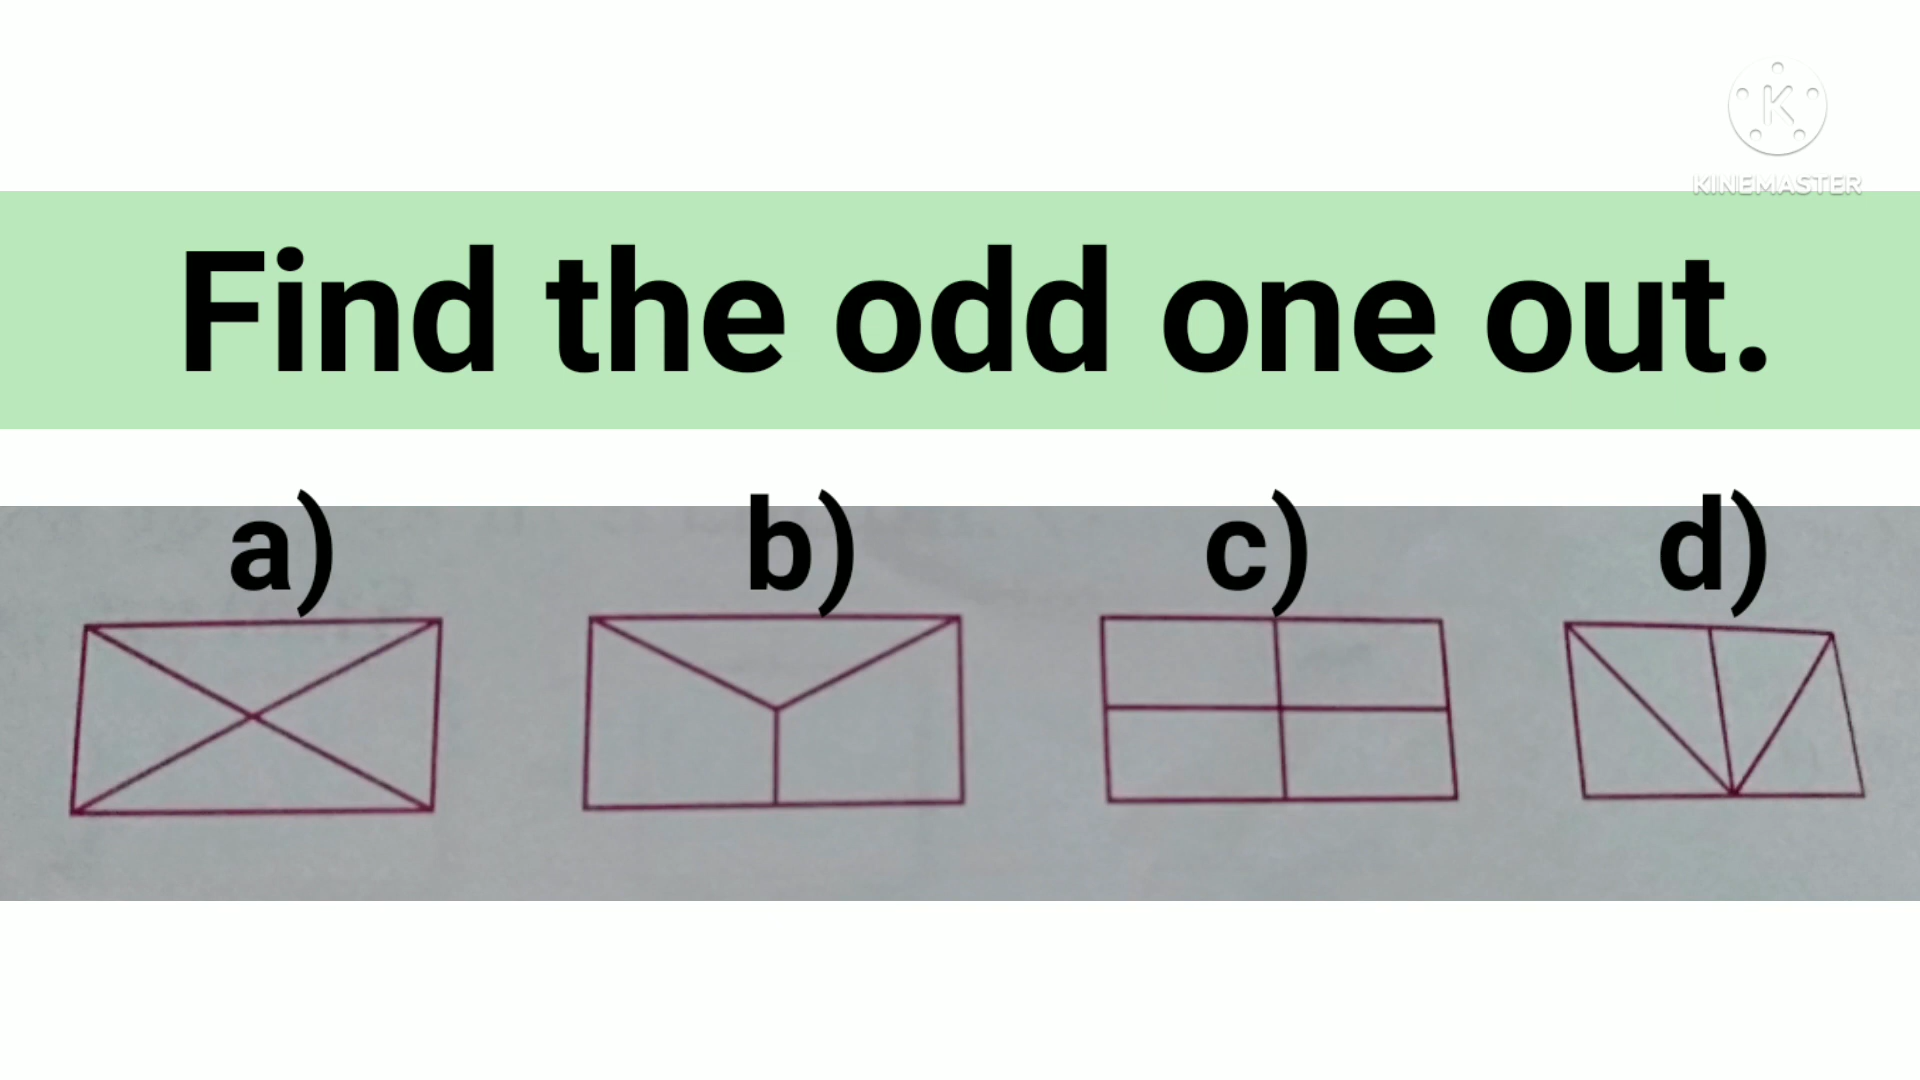 K
KINEMASTER
Find the odd one out.
a) b) c) d)